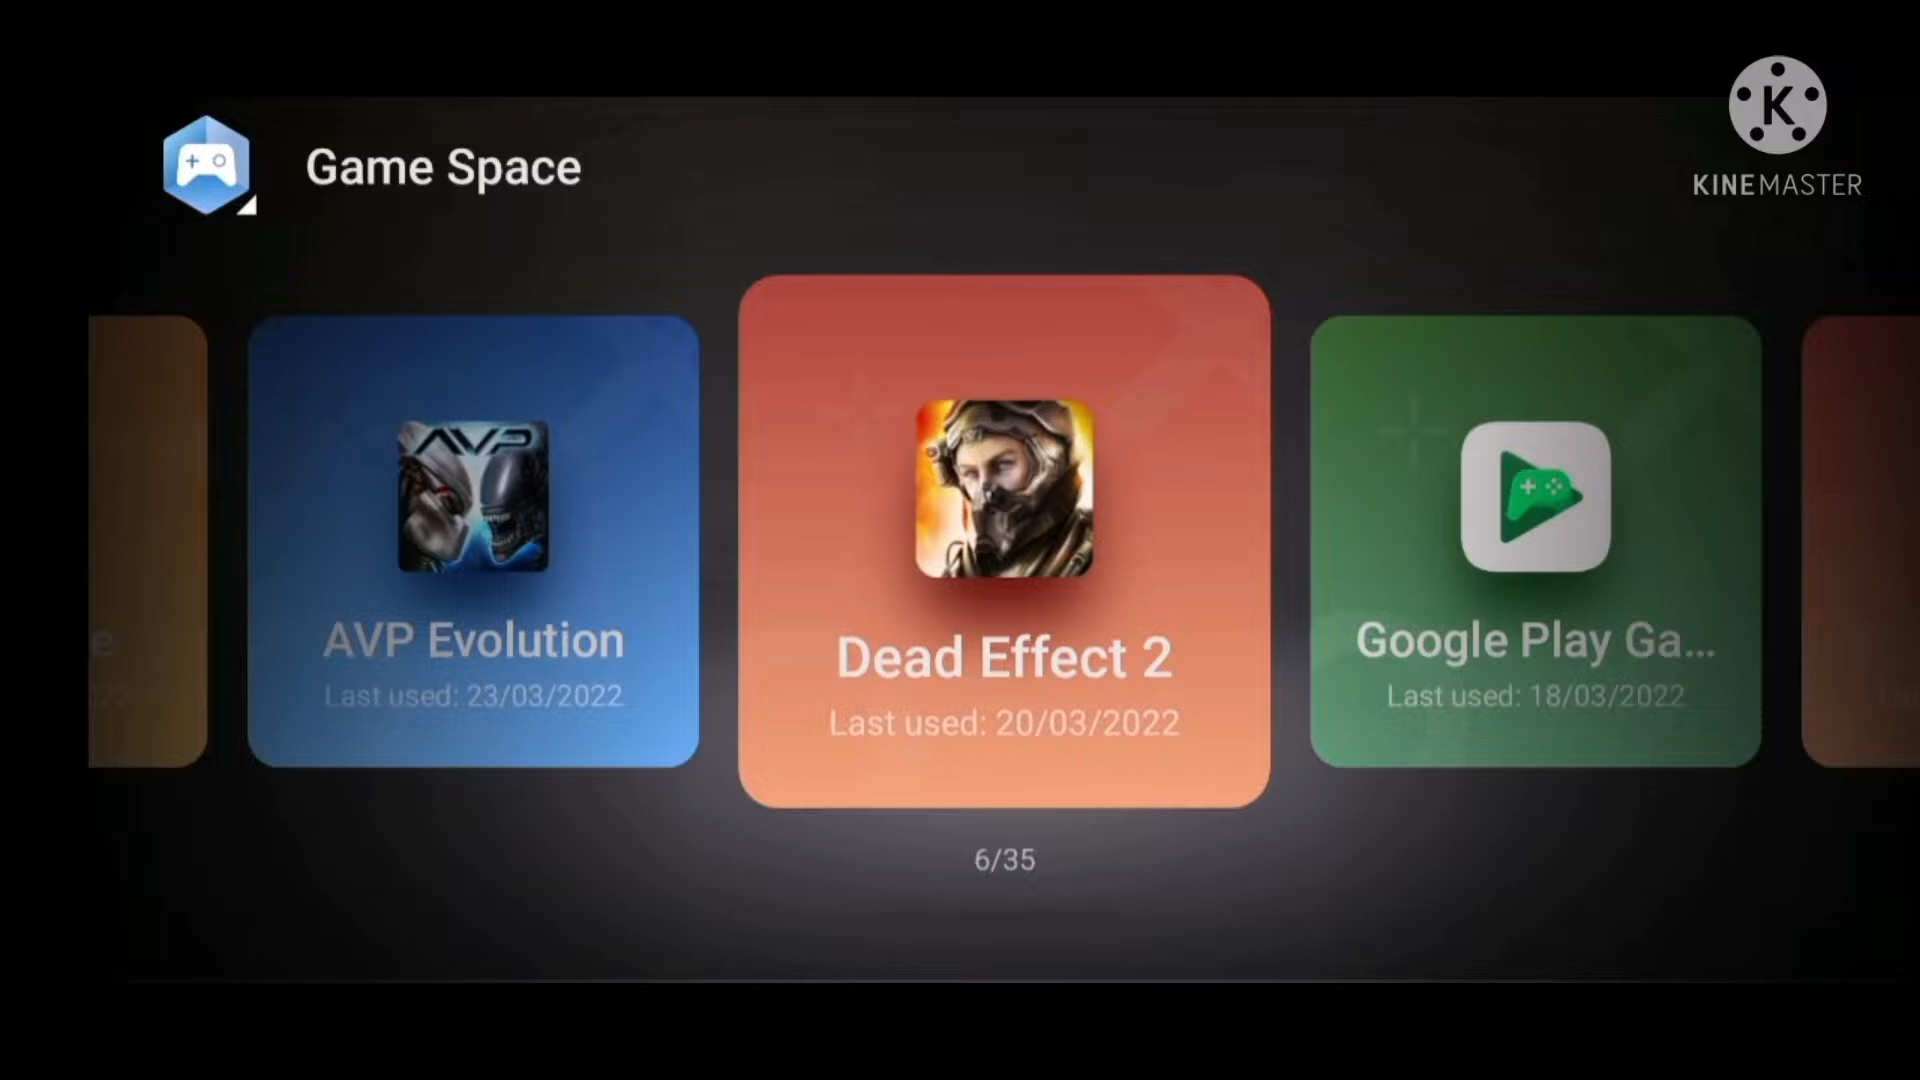 Game Space
K
KINEMASTER
AVP
AVP Evolution
Last used: 23/03/2022
Dead Effect 2
Last used: 20/03/2022
Google Play Ga...
Last used: 18/03/2022
6/35